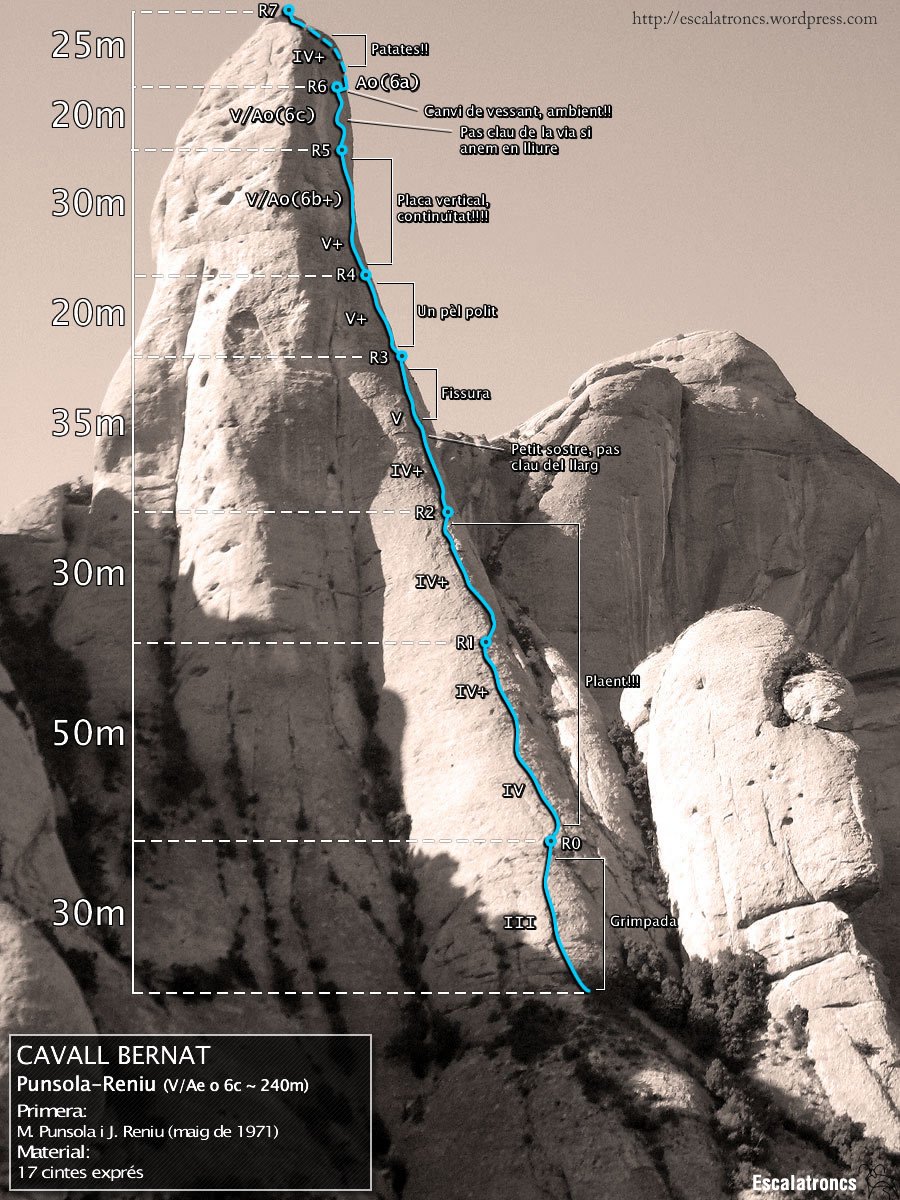 http://escalatroncs.wordpress.com
R7
25m
Patates!!
IV+
Ao(6a)
R6
Canvi de vessant, ambient!!
20m
V/Ao(6c)
Pas clau de la via si
anem en lliure
R5
30m
V/Ao(6b+)
Placa vertical,
continuïtat!!!!
V+
R4
20m
V+
Un pèl polit
R3
Fissura
35m
V
Petit sostre, pas
clau del llarg
IV+
R2
30m
IV+
R1
Plaent!!!
IV+
50m
IV
R0
30m
III
Grimpada
CAVALL BERNAT
Punsola-Reniu (V/Ae o 6c ~ 240m)
Primera:
M. Punsola i J. Reniu (maig de 1971)
Material:
17 cintes exprés
Escalatroncs